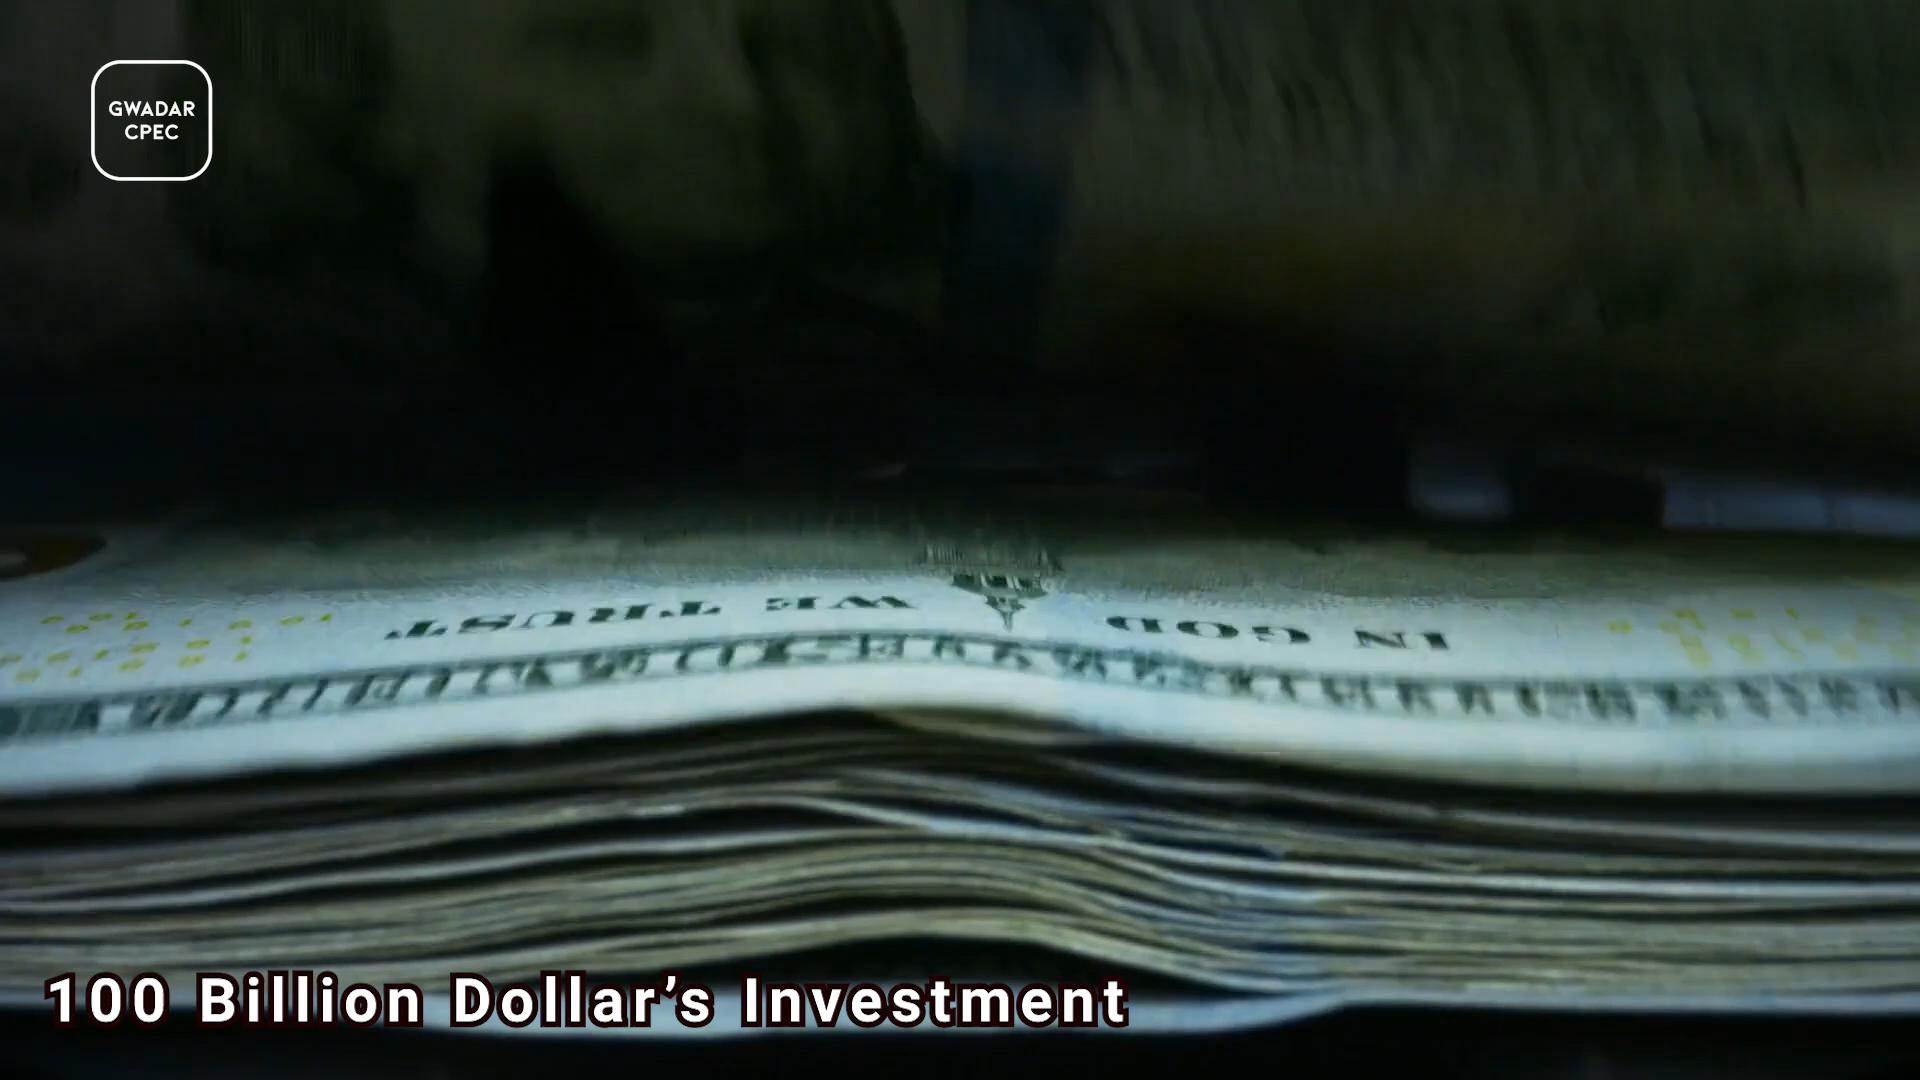 GWADAR
CPEC
IN GOD WE TRUST
100 Billion Dollar’s Investment